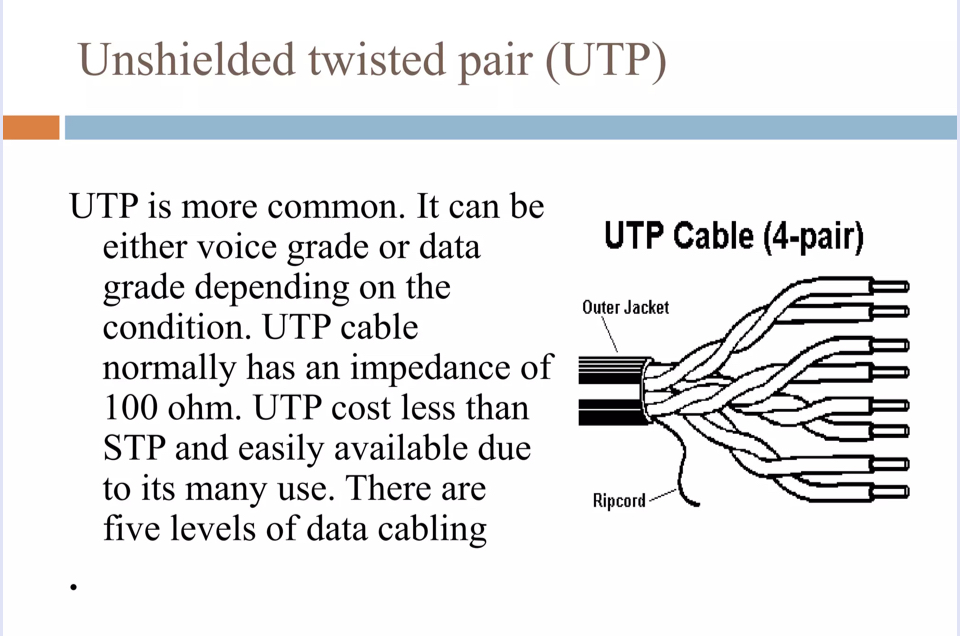 Unshielded twisted pair (UTP)
UTP is more common. It can be
either voice grade or data
grade depending on the
condition. UTP cable
normally has an impedance of
100 ohm. UTP cost less than
STP and easily available due
to its many use. There are
five levels of data cabling
•
UTP Cable (4-pair)
Outer Jacket
Ripcord